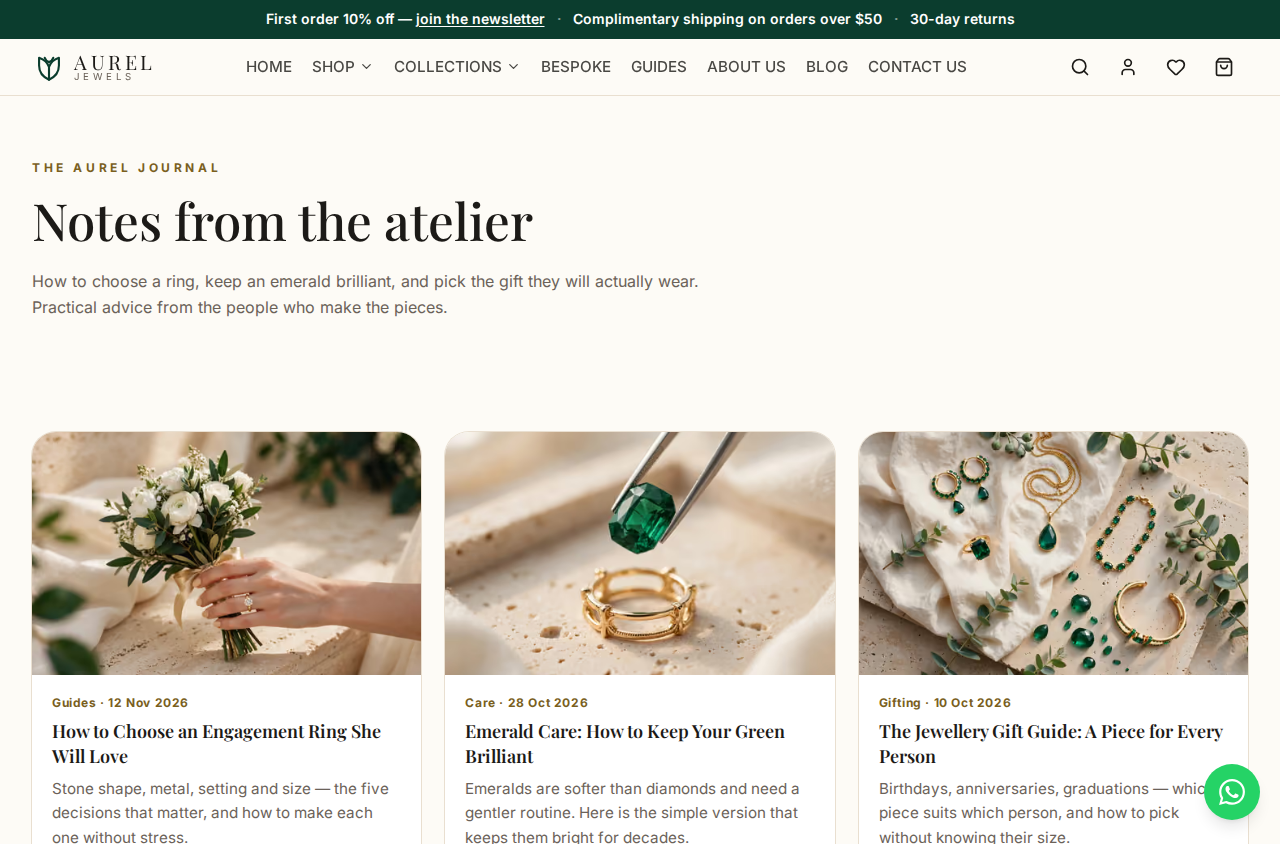 First order 10% off — join the newsletter · Complimentary shipping on orders over $50 · 30-day returns
AUREL
JEWELS
HOME SHOP COLLECTIONS BESPOKE GUIDES ABOUT US BLOG CONTACT US
THE AUREL JOURNAL
Notes from the atelier
How to choose a ring, keep an emerald brilliant, and pick the gift they will actually wear.
Practical advice from the people who make the pieces.
Guides · 12 Nov 2026
How to Choose an Engagement Ring She
Will Love
Stone shape, metal, setting and size — the five
decisions that matter, and how to make each
one without stress.
Care · 28 Oct 2026
Emerald Care: How to Keep Your Green
Brilliant
Emeralds are softer than diamonds and need a
gentler routine. Here is the simple version that
keeps them bright for decades.
Gifting · 10 Oct 2026
The Jewellery Gift Guide: A Piece for Every
Person
Birthdays, anniversaries, graduations — which
piece suits which person, and how to pick
without knowing their size.